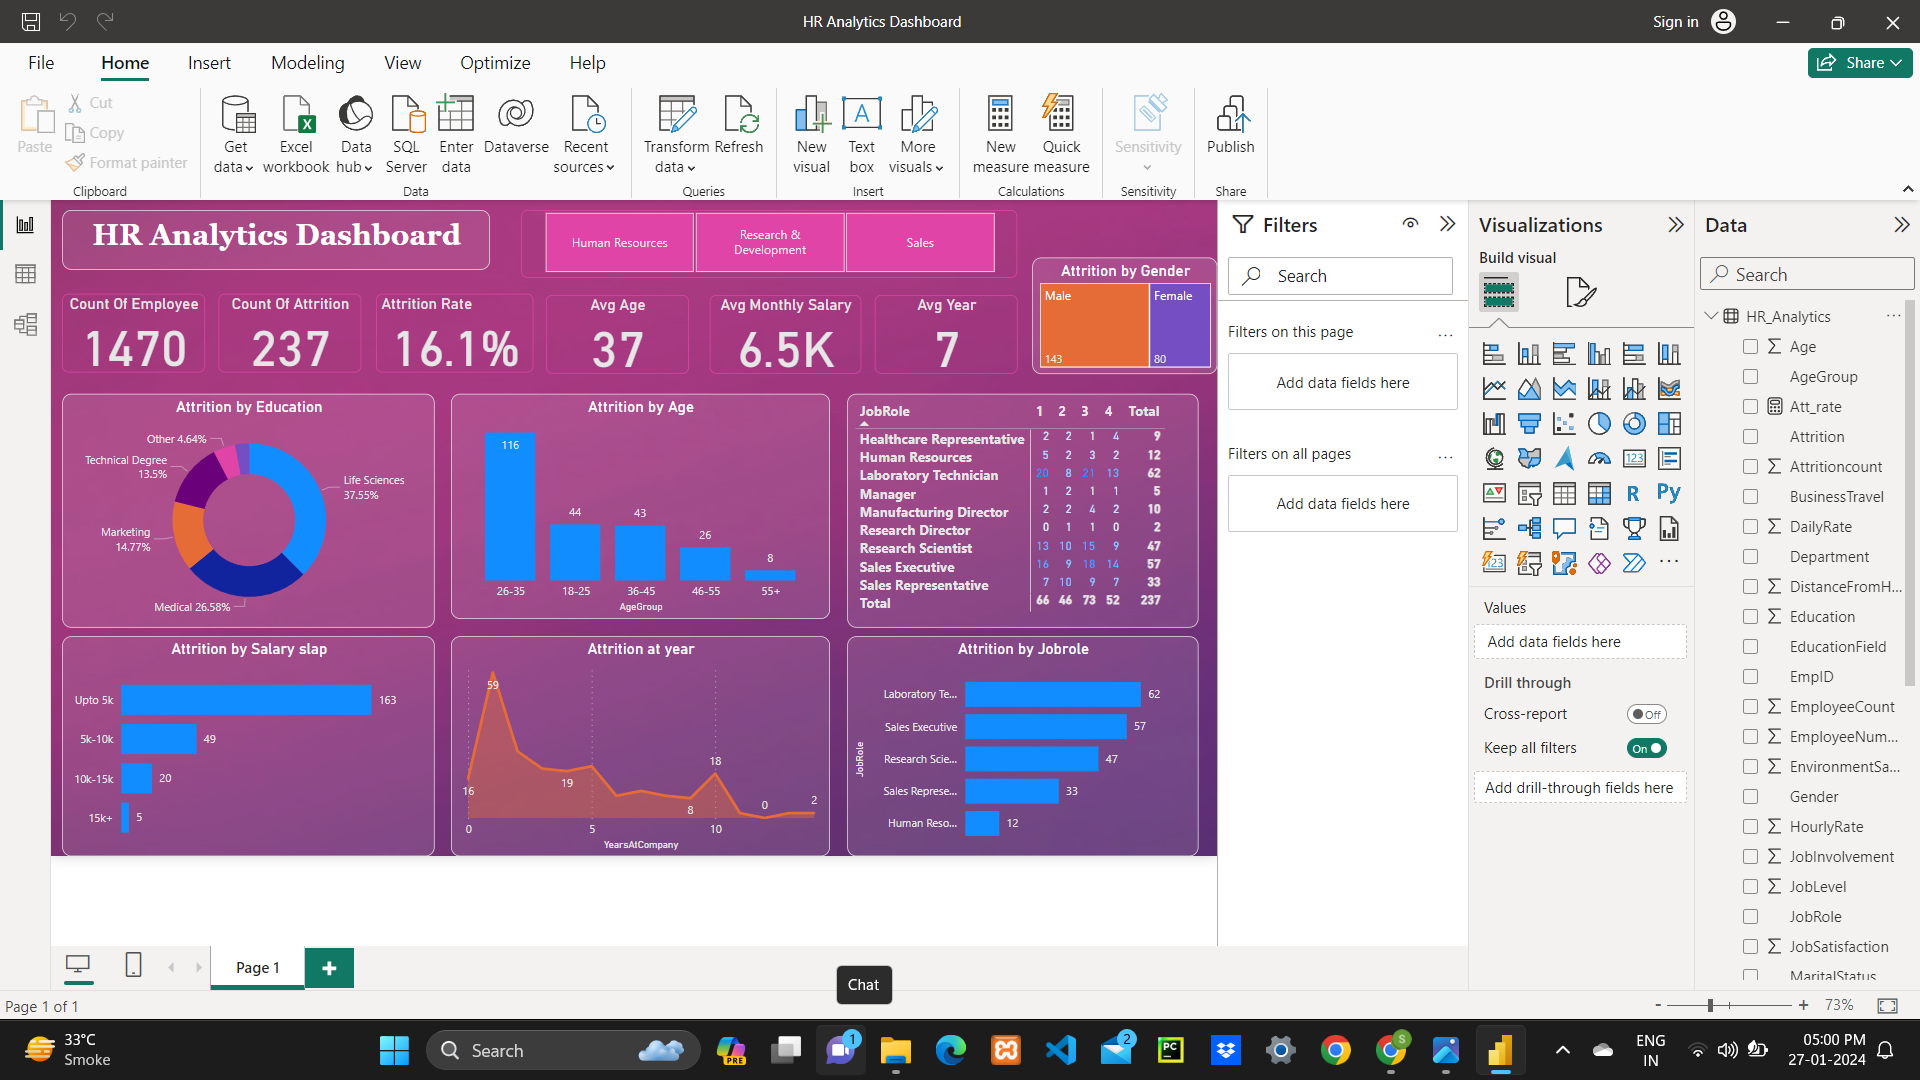 HR Analytics Dashboard
Sign in
File
Home
Insert
Modeling
View
Optimize
Help
Share
Paste
Cut
Copy
Format painter
Clipboard
Get
data
Excel
workbook
Data
hub
SQL
Server
Enter
data
Dataverse
Recent
sources
Data
Transform
data
Refresh
Queries
New
visual
Text
box
More
visuals
Insert
New
measure
Quick
measure
Calculations
Sensitivity
Sensitivity
Publish
Share
HR Analytics Dashboard
Human Resources
Research &
Development
Sales
Count Of Employee
1470
Count Of Attrition
237
Attrition Rate
16.1%
Avg Age
37
Avg Monthly Salary
6.5K
Avg Year
7
Attrition by Gender
Male
143
Female
80
Attrition by Education
Other 4.64%
Technical Degree
13.5%
Life Sciences
37.55%
Marketing
14.77%
Medical 26.58%
Attrition by Age
116
44
43
26
8
26-35
18-25
36-45
46-55
55+
AgeGroup
JobRole 1 2 3 4 Total
Healthcare Representative 2 2 1 4 9
Human Resources 5 2 3 2 12
Laboratory Technician 20 8 21 13 62
Manager 1 2 1 1 5
Manufacturing Director 2 2 4 2 10
Research Director 0 1 1 0 2
Research Scientist 13 10 15 9 47
Sales Executive 16 9 18 14 57
Sales Representative 7 10 9 7 33
Total 66 46 73 52 237
Attrition by Salary slap
Upto 5k 163
5k-10k 49
10k-15k 20
15k+ 5
Attrition at year
59
16
19
8
18
0
2
0 5 10
YearsAtCompany
Attrition by Jobrole
JobRole
Laboratory Te... 62
Sales Executive 57
Research Scie... 47
Sales Represe... 33
Human Reso... 12
Filters
Search
Filters on this page
...
Add data fields here
Filters on all pages
...
Add data fields here
Visualizations
Build visual
123
R
Py
123
...
Values
Add data fields here
Drill through
Cross-report
Off
Keep all filters
On
Add drill-through fields here
Data
Search
HR_Analytics
...
Age
AgeGroup
Att_rate
Attrition
Attritioncount
BusinessTravel
DailyRate
Department
DistanceFromH...
Education
EducationField
EmpID
EmployeeCount
EmployeeNum...
EnvironmentSa...
Gender
HourlyRate
JobInvolvement
JobLevel
JobRole
JobSatisfaction
MaritalStatus
Page 1
+
Chat
Page 1 of 1
- + 73%
33°C
Smoke
Search
PRE
1
2
PC
S
ENG
IN
05:00 PM
27-01-2024